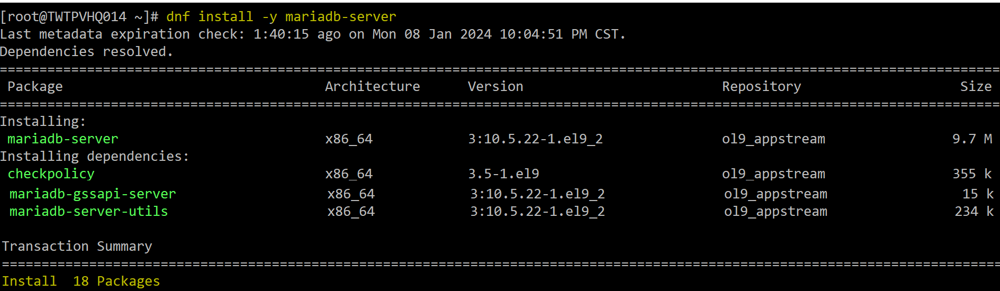 [root@TWTPVHQ014 ~]# dnf install -y mariadb-server
Last metadata expiration check: 1:40:15 ago on Mon 08 Jan 2024 10:04:51 PM CST.
Dependencies resolved.
==============================================================================================================================
Package Architecture Version Repository Size
==============================================================================================================================
Installing:
mariadb-server x86_64 3:10.5.22-1.el9_2 ol9_appstream 9.7 M
Installing dependencies:
checkpolicy x86_64 3.5-1.el9 ol9_appstream 355 k
mariadb-gssapi-server x86_64 3:10.5.22-1.el9_2 ol9_appstream 15 k
mariadb-server-utils x86_64 3:10.5.22-1.el9_2 ol9_appstream 234 k
Transaction Summary
==============================================================================================================================
Install 18 Packages